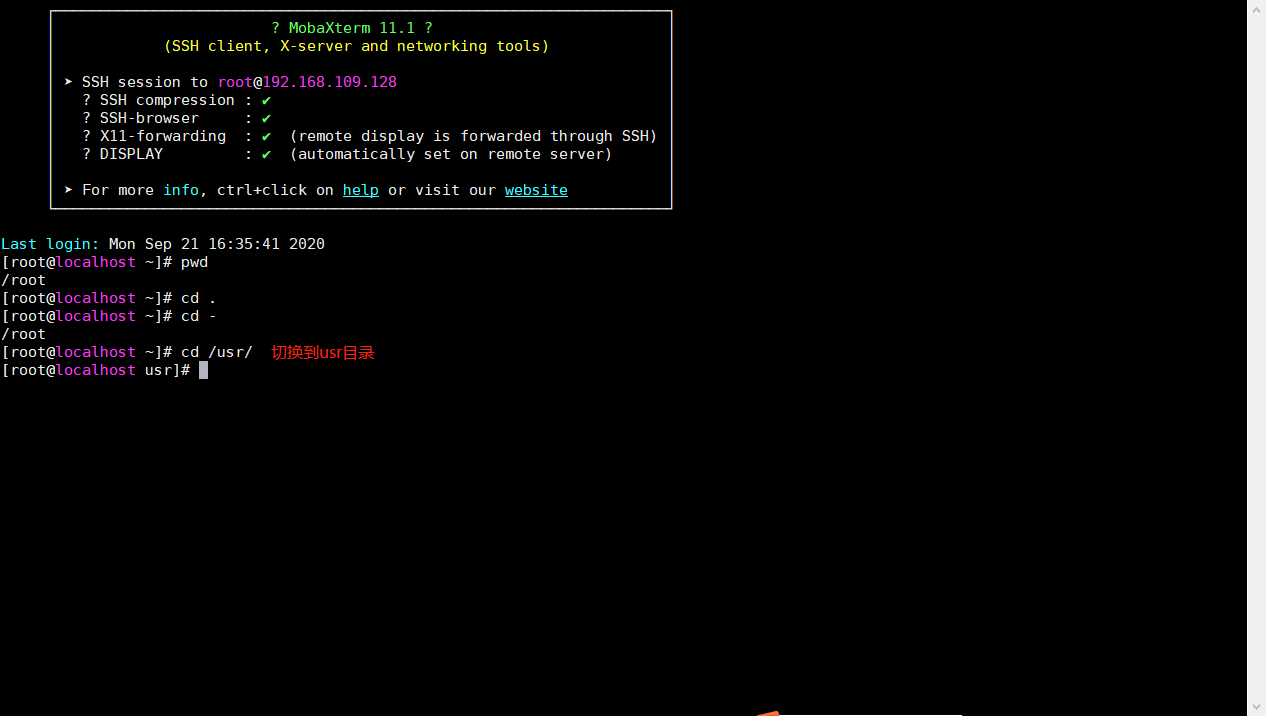 ? MobaXterm 11.1 ?
(SSH client, X-server and networking tools)
➤ SSH session to root@192.168.109.128
? SSH compression : ✔
? SSH-browser     : ✔
? X11-forwarding  : ✔  (remote display is forwarded through SSH)
? DISPLAY         : ✔  (automatically set on remote server)
➤ For more info, ctrl+click on help or visit our website
Last login: Mon Sep 21 16:35:41 2020
[root@localhost ~]# pwd
/root
[root@localhost ~]# cd .
[root@localhost ~]# cd -
/root
[root@localhost ~]# cd /usr/  切换到usr目录
[root@localhost usr]#